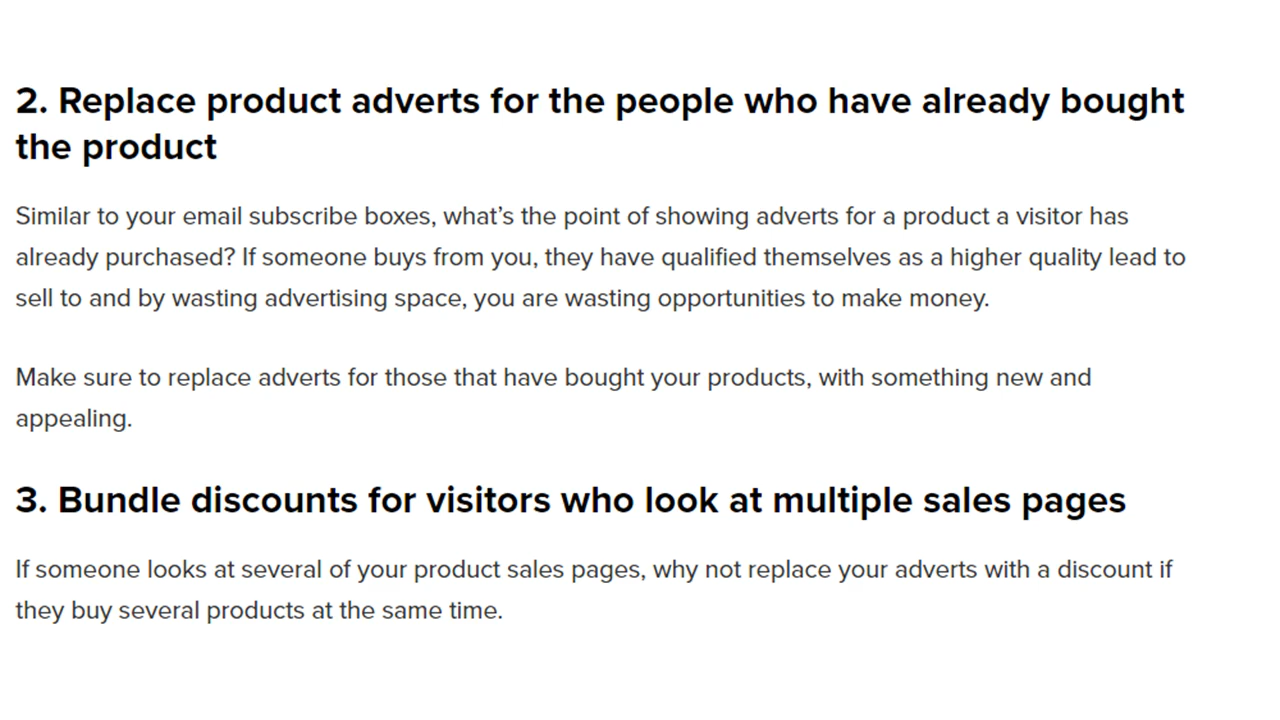 2. Replace product adverts for the people who have already bought
the product
Similar to your email subscribe boxes, what’s the point of showing adverts for a product a visitor has
already purchased? If someone buys from you, they have qualified themselves as a higher quality lead to
sell to and by wasting advertising space, you are wasting opportunities to make money.
Make sure to replace adverts for those that have bought your products, with something new and
appealing.
3. Bundle discounts for visitors who look at multiple sales pages
If someone looks at several of your product sales pages, why not replace your adverts with a discount if
they buy several products at the same time.